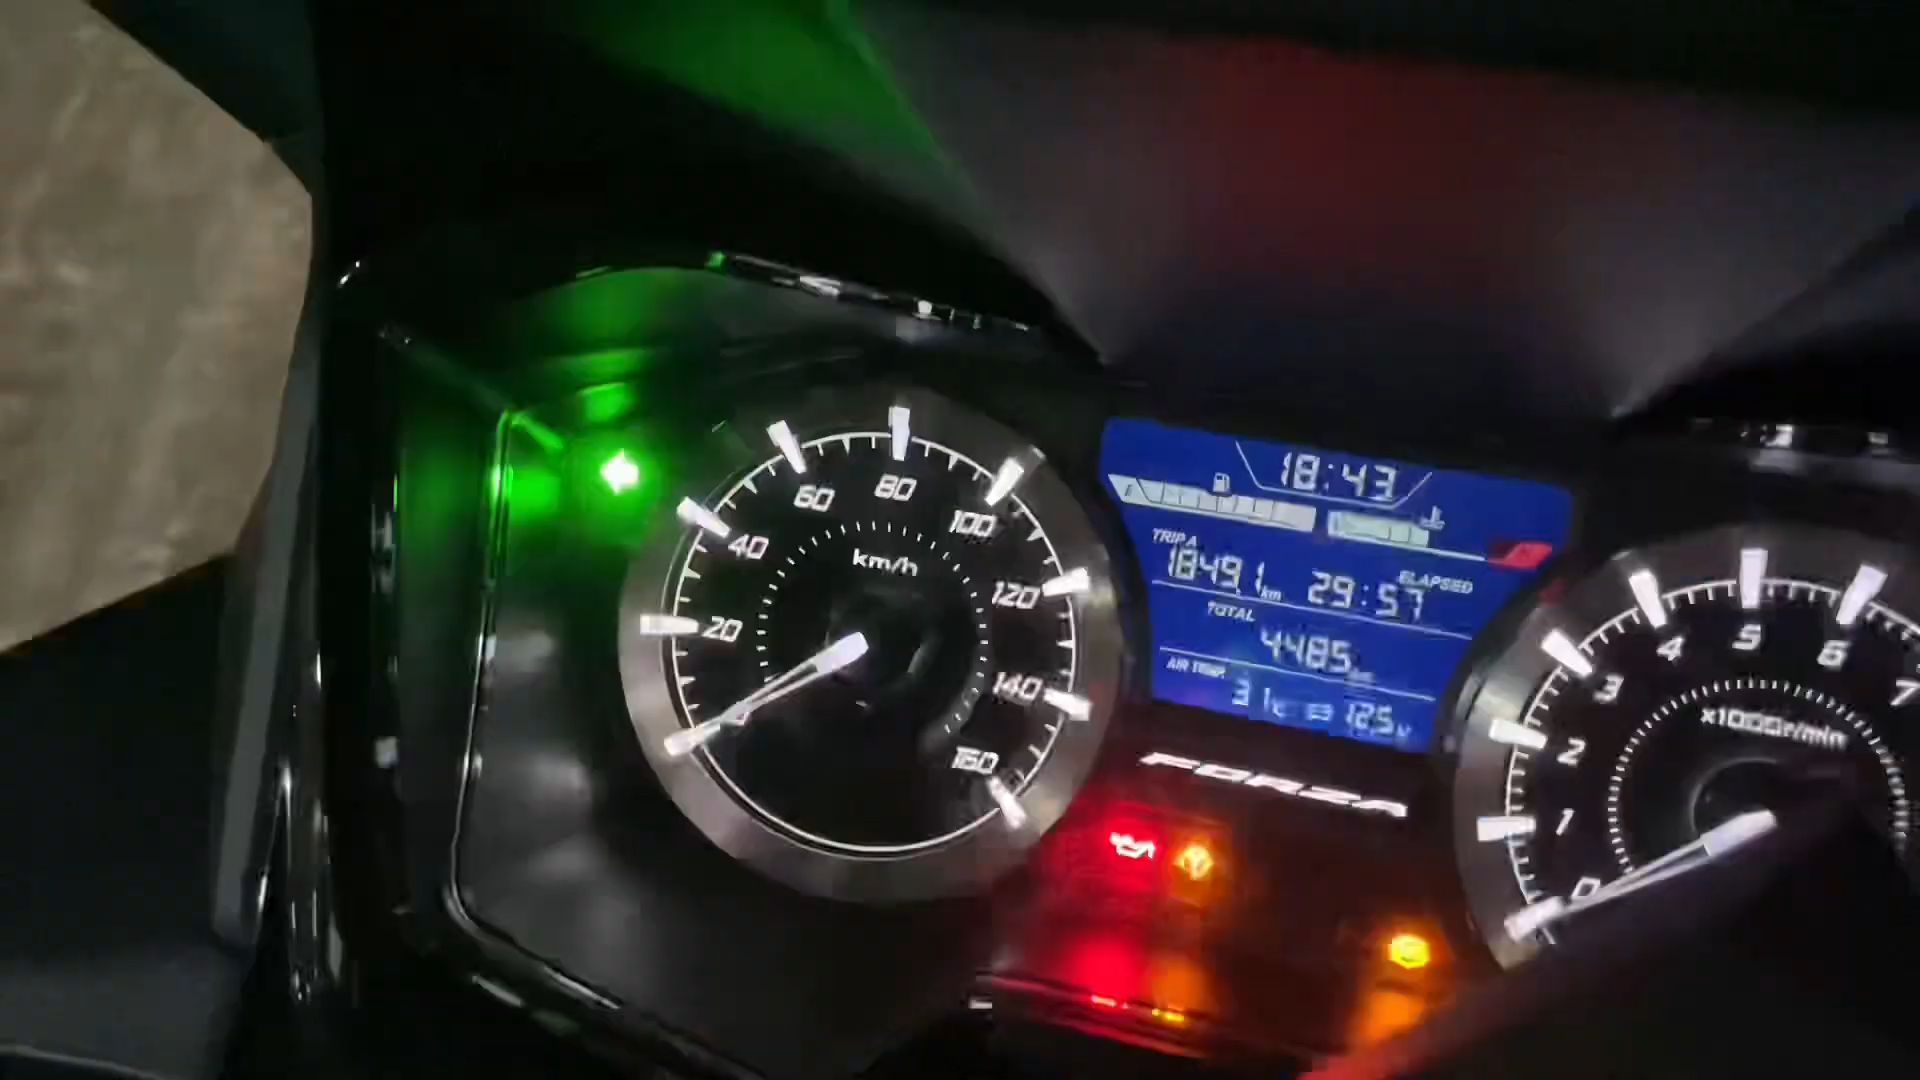 18:43
TRIP A
1849.1 km 29:57 ELAPSED
TOTAL
4485
AIR TEMP
31°C 12.5 V
FORZA
20 40 60 80 100 120 140 160
km/h
0 1 2 3 4 5 6 7
x1000r/min